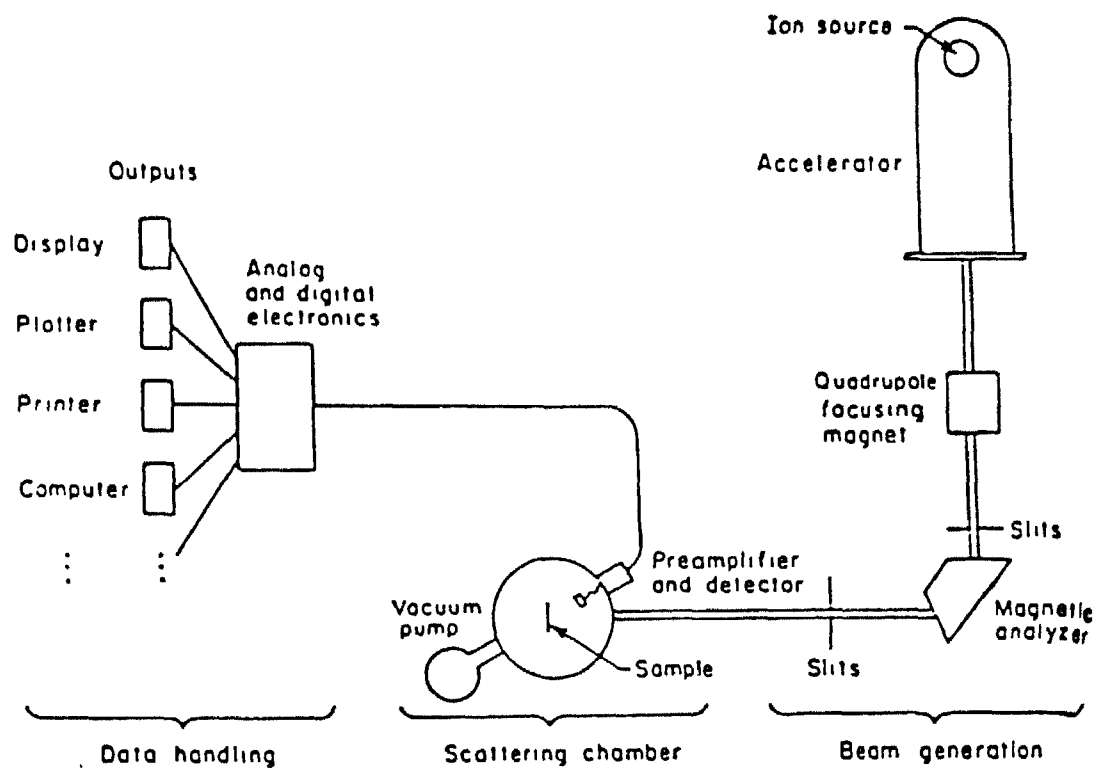 Ion source
Accelerator
Outputs
Display
Plotter
Printer
Computer
Analog
and digital
electronics
Quadrupole
focusing
magnet
Slits
Preamplifier
and detector
Magnetic
analyzer
Vacuum
pump
Sample
Slits
Data handling
Scattering chamber
Beam generation